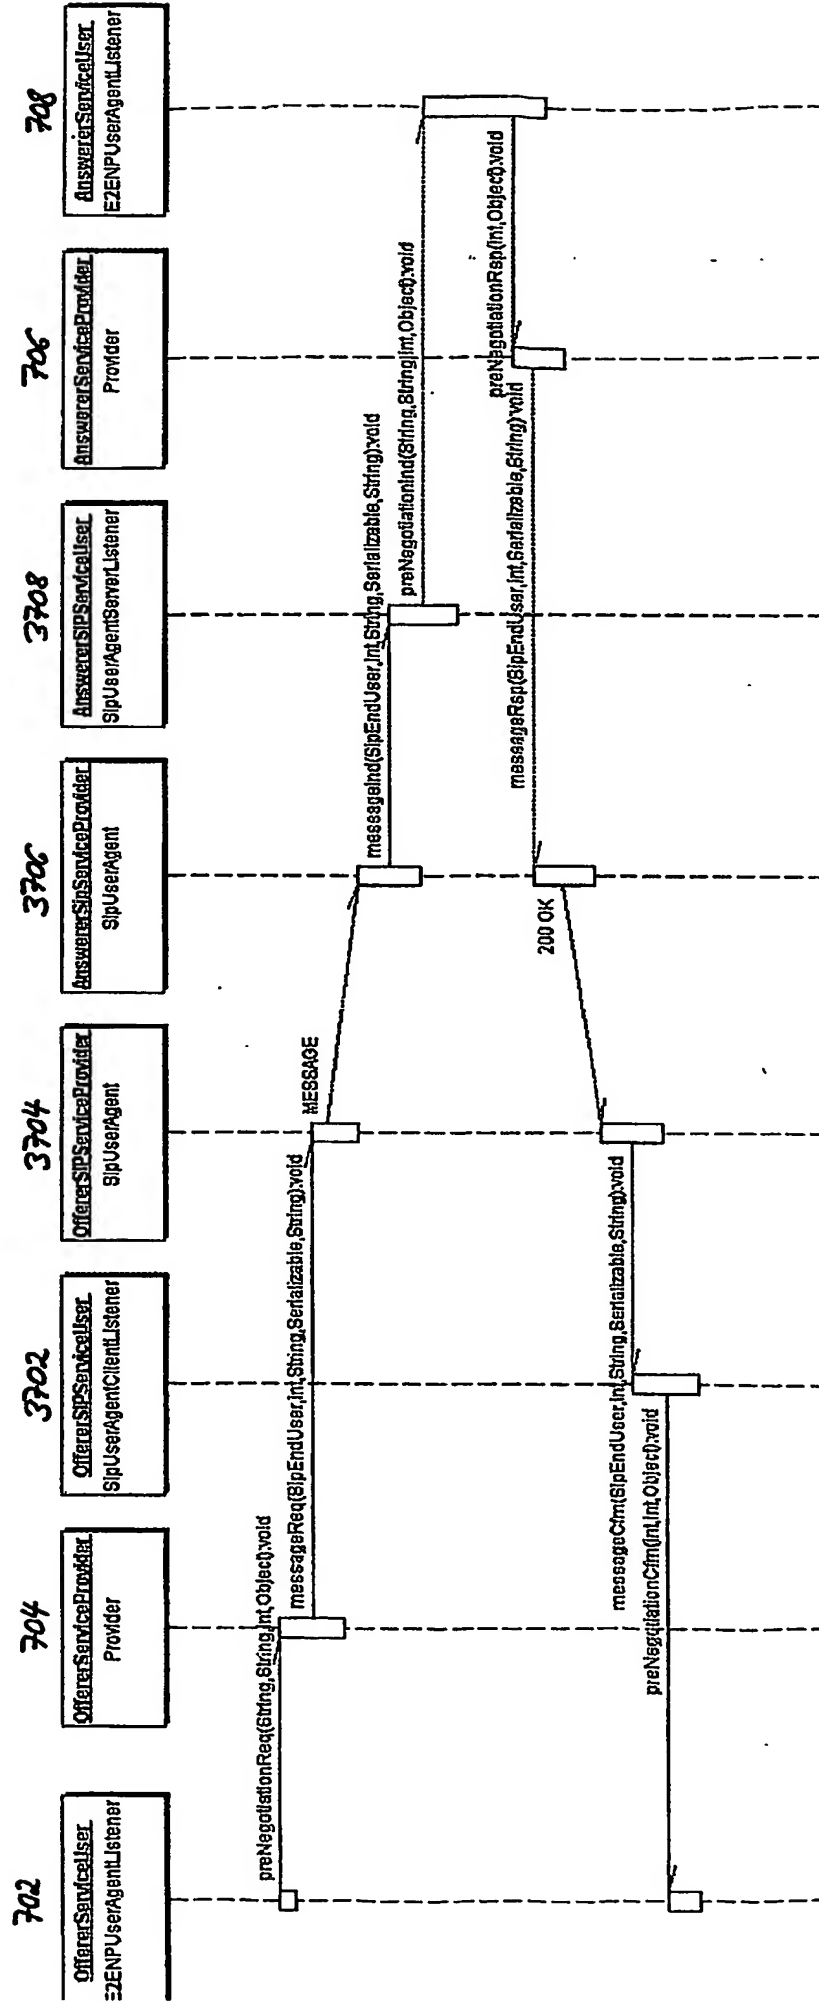 702
OffererServiceUser
E2ENPUserAgentListener
704
OffererServiceProvider
Provider
3702
OffererSIPServiceUser
SipUserAgentClientListener
3704
OffererSIPServiceProvider
SipUserAgent
3706
AnswererSipServiceProvider
SipUserAgent
3708
AnswererSIPServiceUser
SipUserAgentServerListener
706
AnswererServiceProvider
Provider
708
AnswererServiceUser
E2ENPUserAgentListener
preNegotiationReq(String,String,int,Object):void
messageReq(SipEndUser,int,String,Serializable,String):void
MESSAGE
messageInd(SipEndUser,int,String,Serializable,String):void
preNegotiationInd(String,String,int,Object):void
preNegotiationRsp(int,Object):void
messageRsp(SipEndUser,int,Serializable,String):void
200 OK
messageCfm(SipEndUser,int,String,Serializable,String):void
preNegotiationCfm(int,int,Object):void